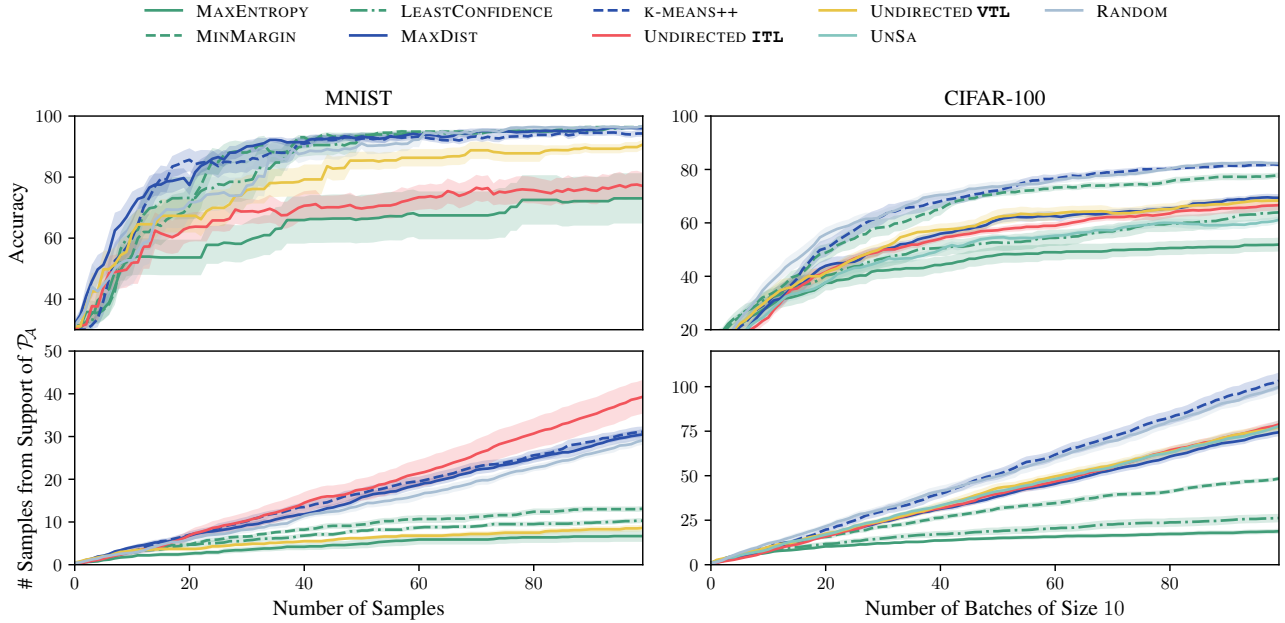 MAXENTROPY LEASTCONFIDENCE K-MEANS++ UNDIRECTED VTL RANDOM
MINMARGIN MAXDIST UNDIRECTED ITL UNSA
MNIST
CIFAR-100
Accuracy
100
80
60
40
100
80
60
40
20
# Samples from Support of 𝒫𝒜
50
40
30
20
10
0
0 20 40 60 80
Number of Samples
100
75
50
25
0
0 20 40 60 80
Number of Batches of Size 10